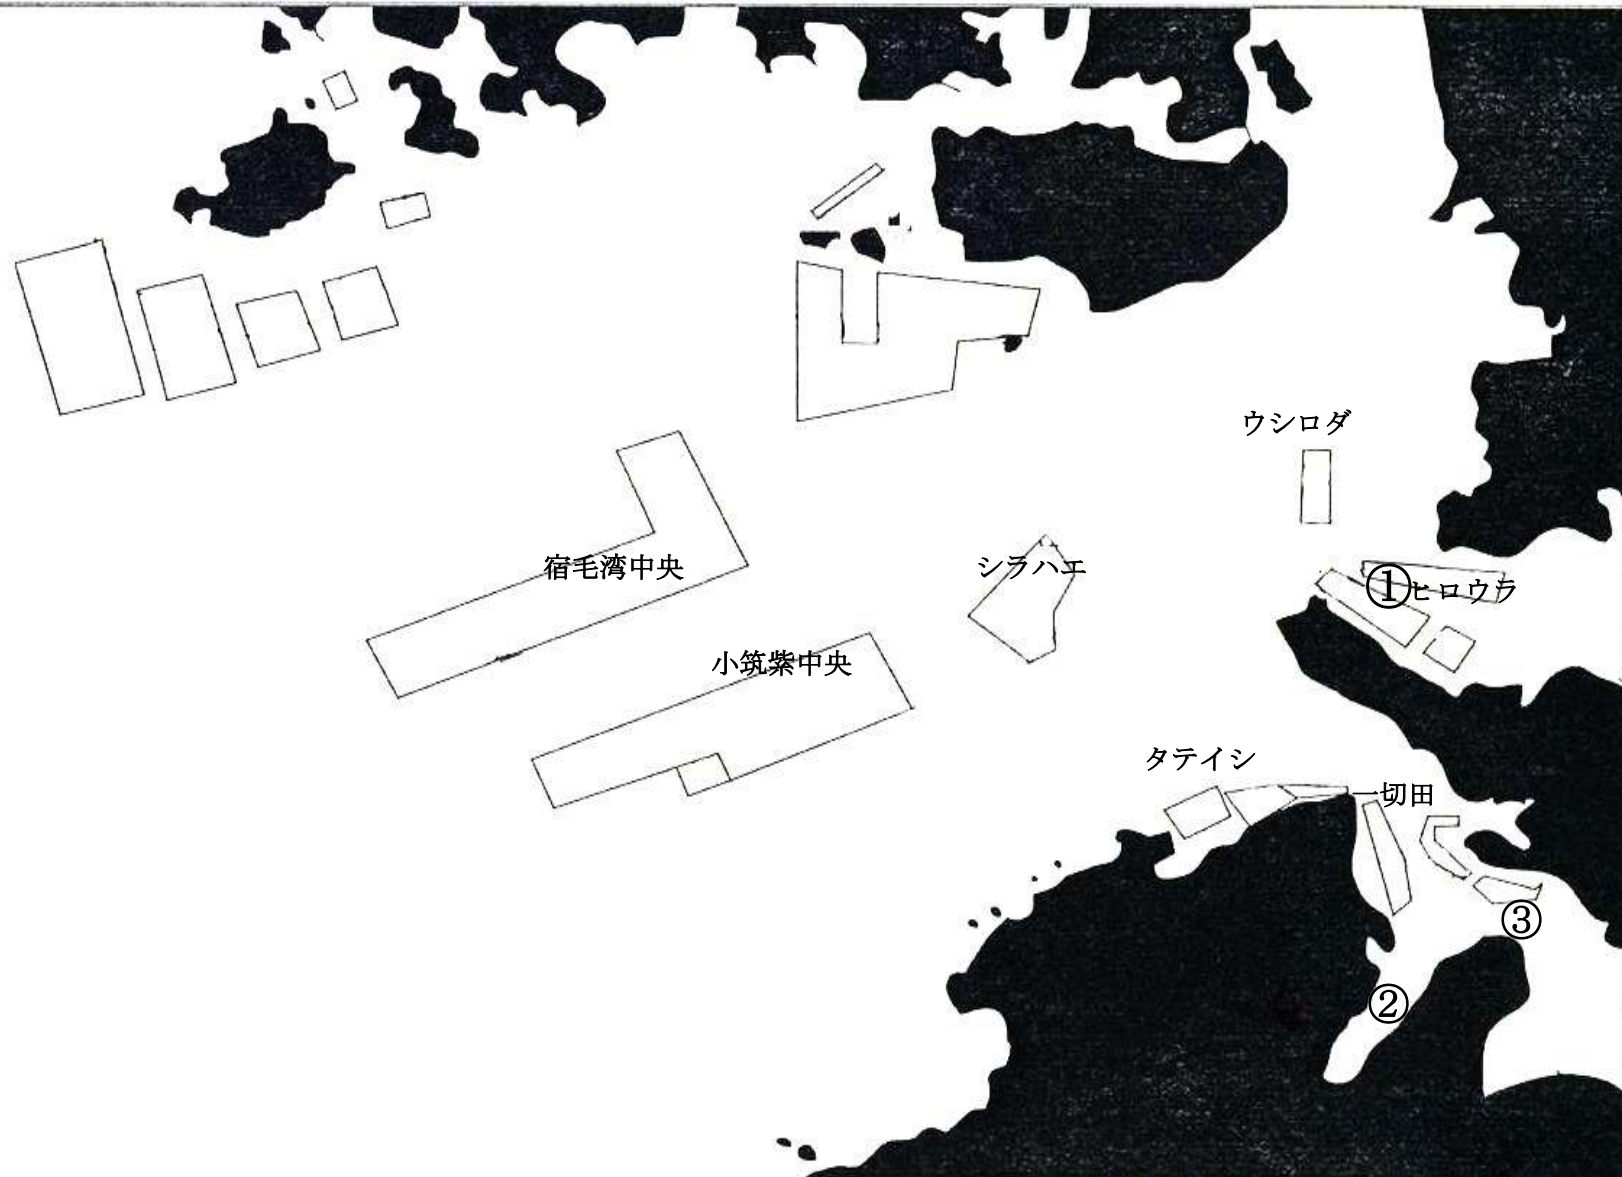 ウシロダ
宿毛湾中央
シラハエ
①ヒロウラ
小筑紫中央
タテイシ
一切田
③
②